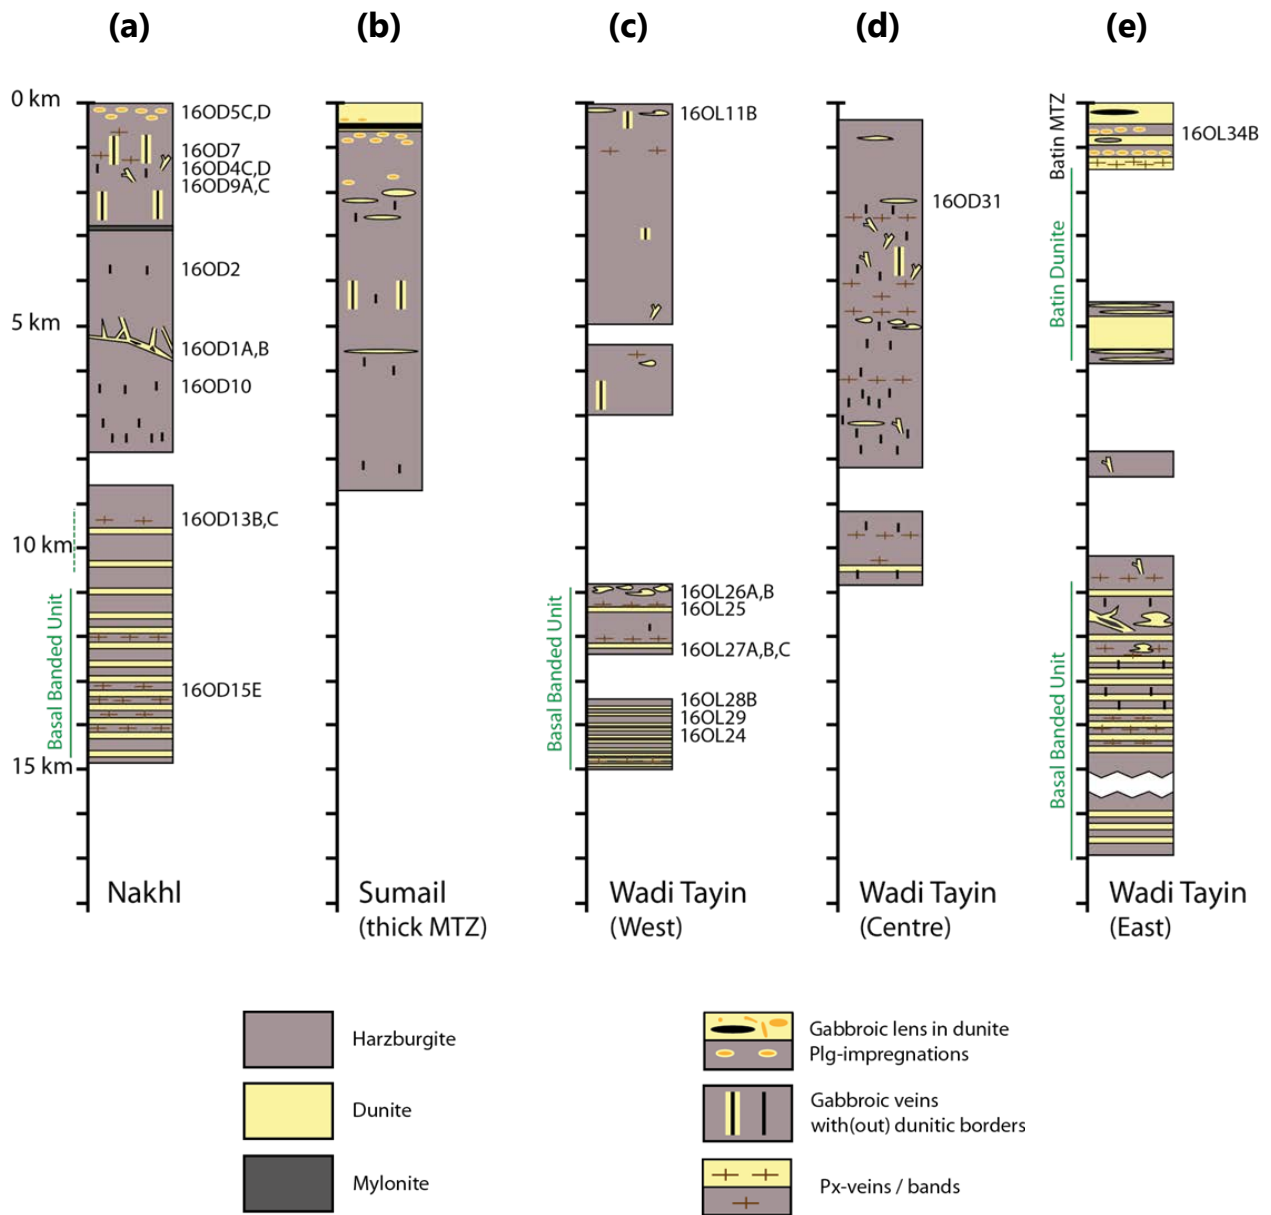 (a)
(b)
(c)
(d)
(e)
0 km
5 km
10 km
15 km
16OD5C,D
16OD7
16OD4C,D
16OD9A,C
16OD2
16OD1A,B
16OD10
16OD13B,C
16OD15E
Basal Banded Unit
Nakhl
Sumail
(thick MTZ)
16OL11B
16OL26A,B
16OL25
16OL27A,B,C
16OL28B
16OL29
16OL24
Basal Banded Unit
Wadi Tayin
(West)
16OD31
Wadi Tayin
(Centre)
Batin MTZ
16OL34B
Batin Dunite
Basal Banded Unit
Wadi Tayin
(East)
Harzburgite
Dunite
Mylonite
Gabbroic lens in dunite
Plg-impregnations
Gabbroic veins
with(out) dunitic borders
Px-veins / bands